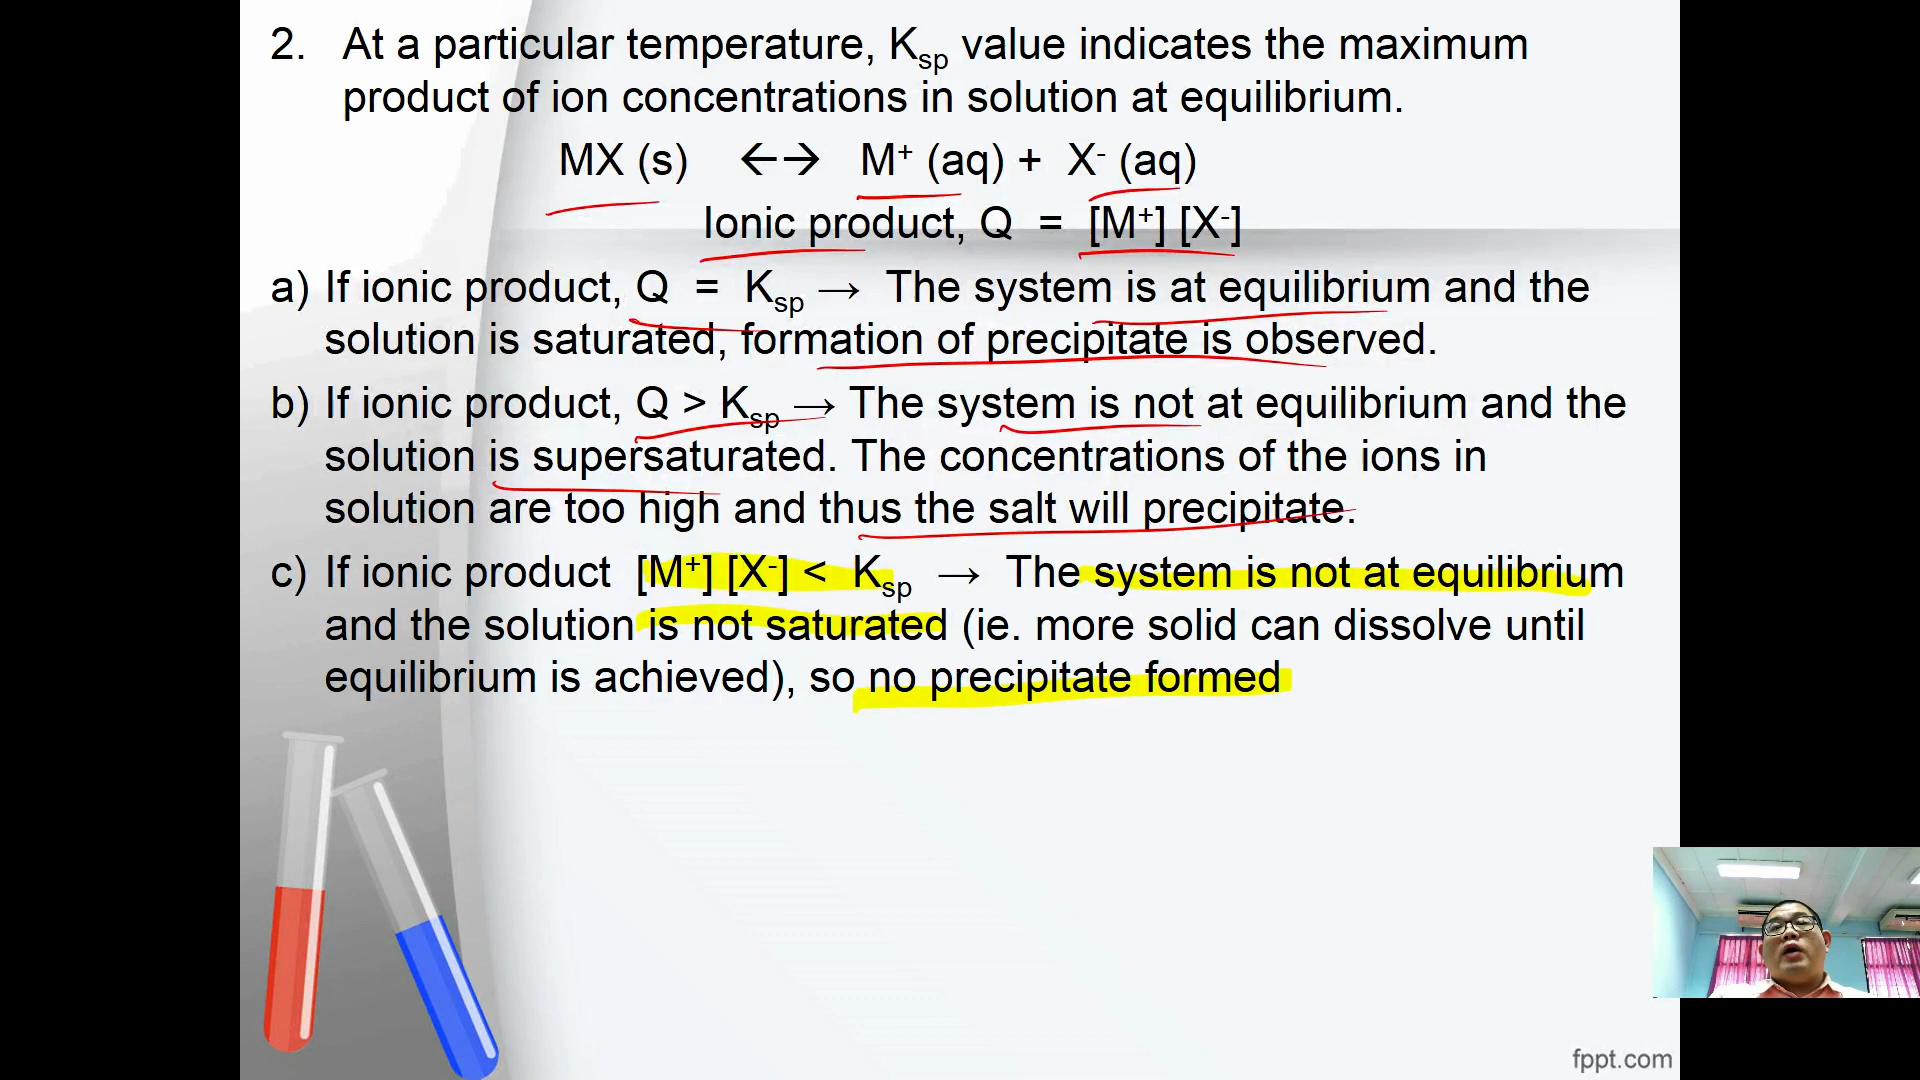 2. At a particular temperature, Ksp value indicates the maximum
product of ion concentrations in solution at equilibrium.
MX (s) ←→ M+ (aq) + X- (aq)
Ionic product, Q = [M+] [X-]
a) If ionic product, Q = Ksp → The system is at equilibrium and the
solution is saturated, formation of precipitate is observed.
b) If ionic product, Q > Ksp → The system is not at equilibrium and the
solution is supersaturated. The concentrations of the ions in
solution are too high and thus the salt will precipitate.
c) If ionic product [M+] [X-] < Ksp → The system is not at equilibrium
and the solution is not saturated (ie. more solid can dissolve until
equilibrium is achieved), so no precipitate formed
fppt.com